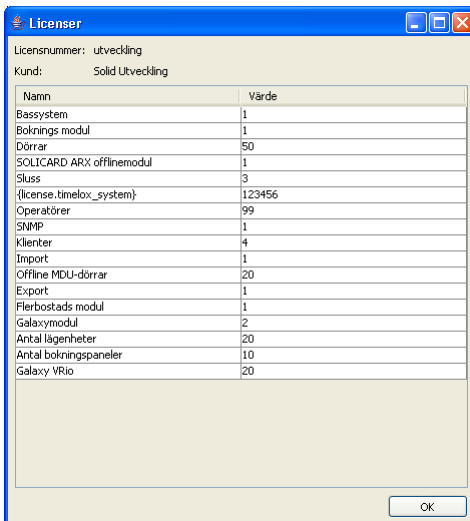 Licenser
Licensnummer: utveckling
Kund: Solid Utveckling
Namn Värde
Bassystem 1
Boknings modul 1
Dörrar 50
SOLICARD ARX offlinemodul 1
Sluss 3
{license.timelox_system} 123456
Operatörer 99
SNMP 1
Klienter 4
Import 1
Offline MDU-dörrar 20
Export 1
Flerbostads modul 1
Galaxymodul 2
Antal lägenheter 20
Antal bokningspaneler 10
Galaxy VRio 20
OK